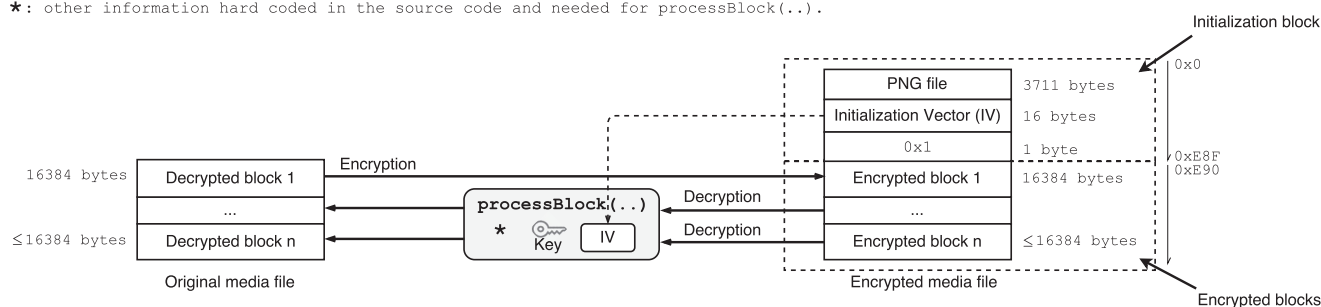 *: other information hard coded in the source code and needed for processBlock(..).
Initialization block
0x0
PNG file
3711 bytes
Initialization Vector (IV)
16 bytes
0x1
1 byte
0xE8F
0xE90
16384 bytes
Decrypted block 1
Encryption
Encrypted block 1
16384 bytes
...
processBlock(..)
Decryption
...
*
Key
IV
≤16384 bytes
Decrypted block n
Decryption
Encrypted block n
≤16384 bytes
Original media file
Encrypted media file
Encrypted blocks